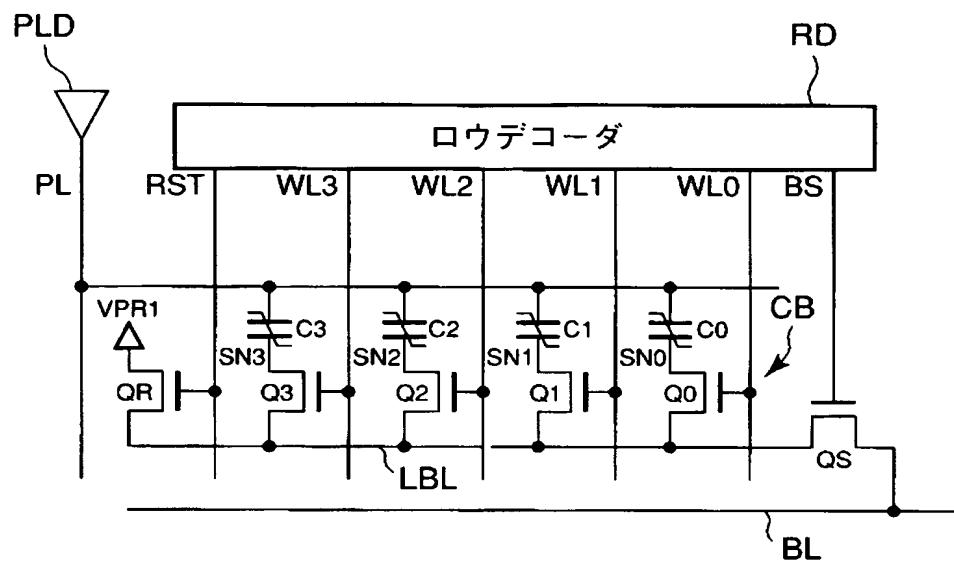 PLD
RD
ロウデコーダ
PL RST WL3 WL2 WL1 WL0 BS
VPR1 C3 C2 C1 C0 CB
SN3 SN2 SN1 SN0
QR Q3 Q2 Q1 Q0
QS
LBL
BL